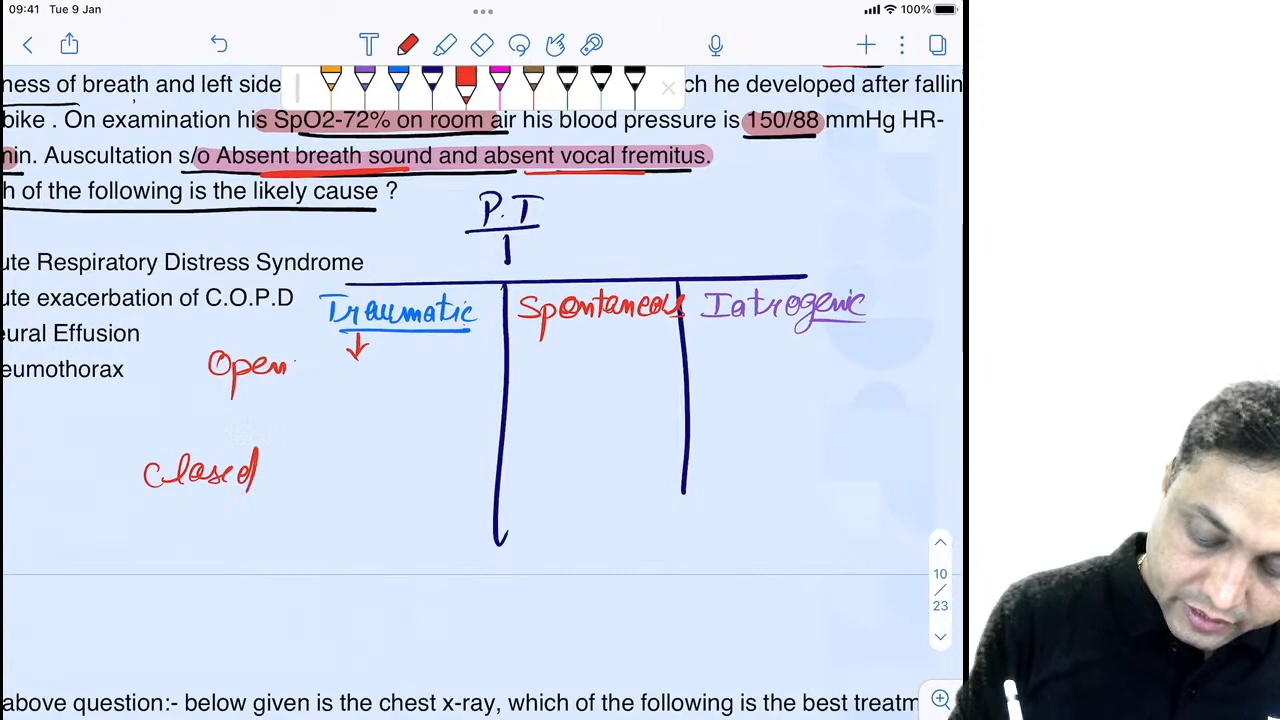 09:41 Tue 9 Jan
100%
ness of breath and left side
ch he developed after fallin
bike . On examination his SpO2-72% on room air his blood pressure is 150/88 mmHg HR-
min. Auscultation s/o Absent breath sound and absent vocal fremitus.
h of the following is the likely cause ?
P.T
ute Respiratory Distress Syndrome
ute exacerbation of C.O.P.D
Traumatic Spontaneous Iatrogenic
eural Effusion
Open
eumothorax
Closed
10
/
23
above question:- below given is the chest x-ray, which of the following is the best treatm